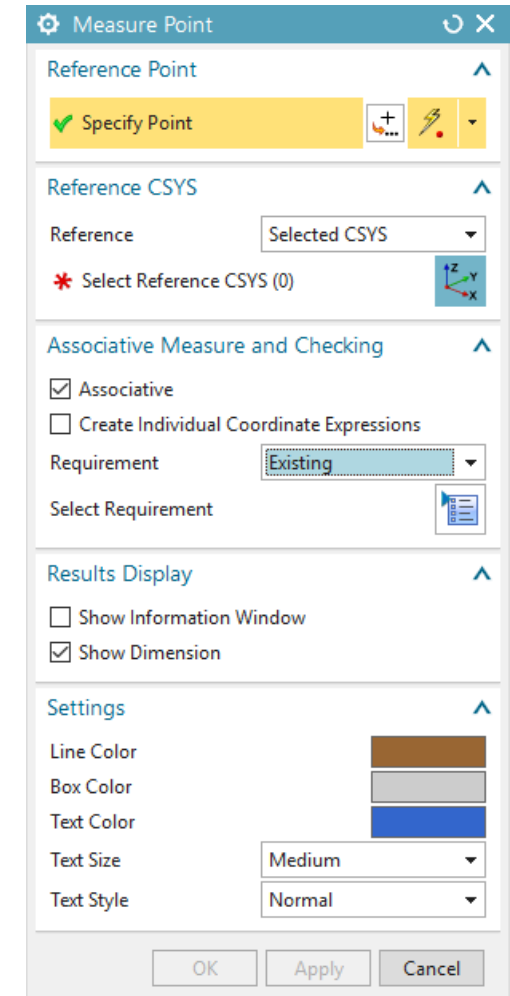 Measure Point
Reference Point
Specify Point
Reference CSYS
Reference Selected CSYS
Select Reference CSYS (0)
Z
Y
X
Associative Measure and Checking
Associative
Create Individual Coordinate Expressions
Requirement Existing
Select Requirement
Results Display
Show Information Window
Show Dimension
Settings
Line Color
Box Color
Text Color
Text Size Medium
Text Style Normal
OK Apply Cancel